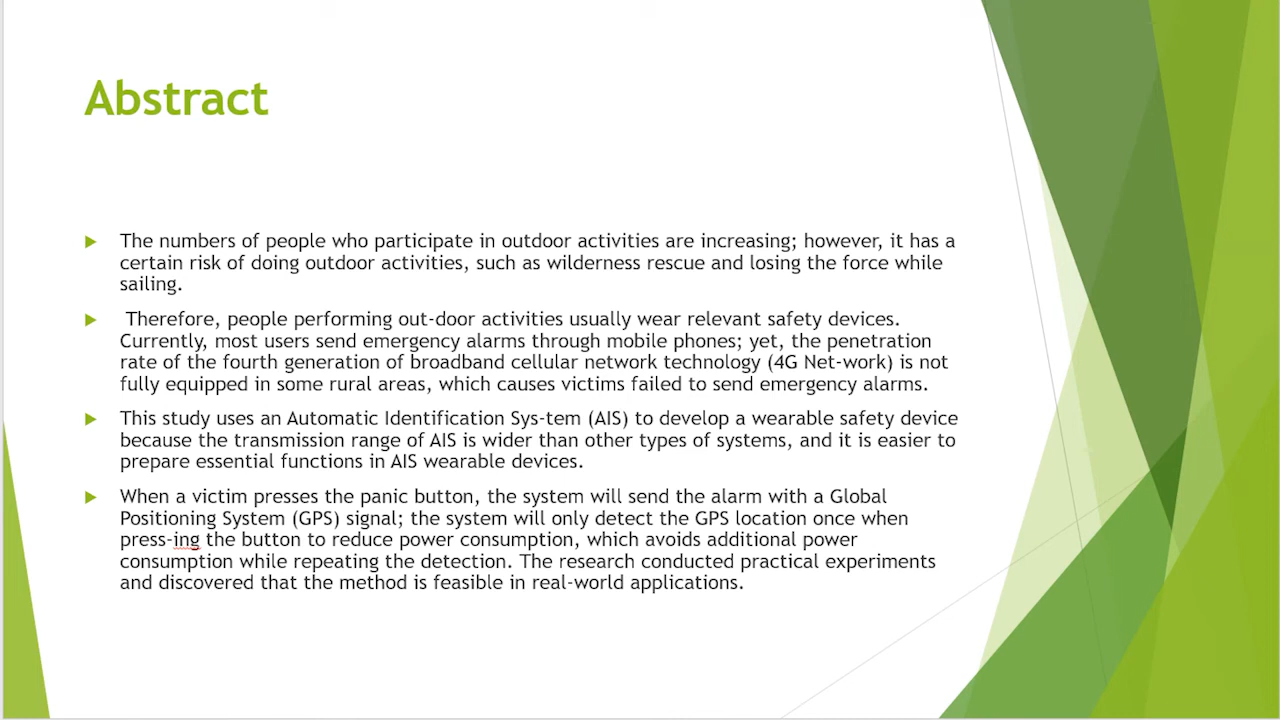 Abstract
The numbers of people who participate in outdoor activities are increasing; however, it has a
certain risk of doing outdoor activities, such as wilderness rescue and losing the force while
sailing.
Therefore, people performing out-door activities usually wear relevant safety devices.
Currently, most users send emergency alarms through mobile phones; yet, the penetration
rate of the fourth generation of broadband cellular network technology (4G Net-work) is not
fully equipped in some rural areas, which causes victims failed to send emergency alarms.
This study uses an Automatic Identification Sys-tem (AIS) to develop a wearable safety device
because the transmission range of AIS is wider than other types of systems, and it is easier to
prepare essential functions in AIS wearable devices.
When a victim presses the panic button, the system will send the alarm with a Global
Positioning System (GPS) signal; the system will only detect the GPS location once when
press-ing the button to reduce power consumption, which avoids additional power
consumption while repeating the detection. The research conducted practical experiments
and discovered that the method is feasible in real-world applications.